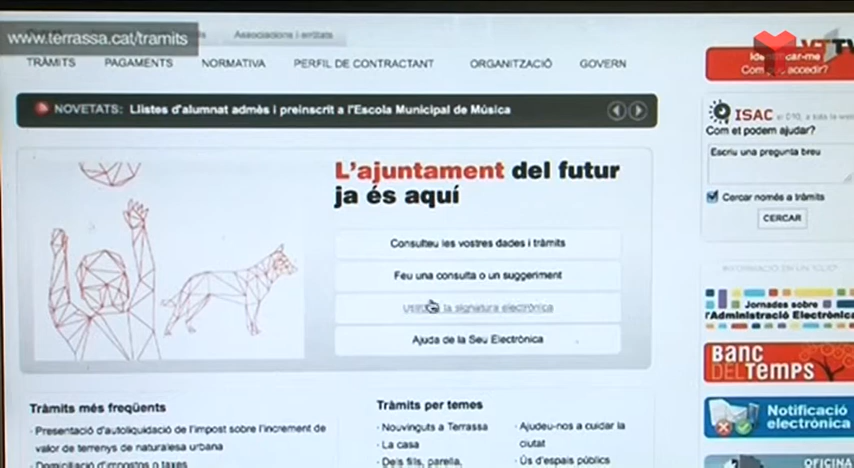 www.terrassa.cat/tramits
Associacions i entitats
TRÀMITS PAGAMENTS NORMATIVA PERFIL DE CONTRACTANT ORGANITZACIÓ GOVERN
NOVETATS: Llistes d'alumnat admès i preinscrit a l'Escola Municipal de Música
ISAC
Com et podem ajudar?
Escriu una pregunta breu
Cercar només a tràmits
CERCAR
L'ajuntament del futur
ja és aquí
Consulteu les vostres dades i tràmits
Feu una consulta o un suggeriment
la signatura electrònica
Ajuda de la Seu Electrònica
Jornades sobre
l'Administració Electrònica
BANC
DEL TEMPS
Notificació
electrònica
OFICINA
Tràmits més freqüents
· Presentació d'autoliquidació de l'impost sobre l'increment de
valor de terrenys de naturalesa urbana
· Domiciliació d'impostos o taxes
Tràmits per temes
· Nouvinguts a Terrassa
· La casa
· Dels fills, parella,
· Ajudeu-nos a cuidar la
ciutat
· Ús d'espais públics